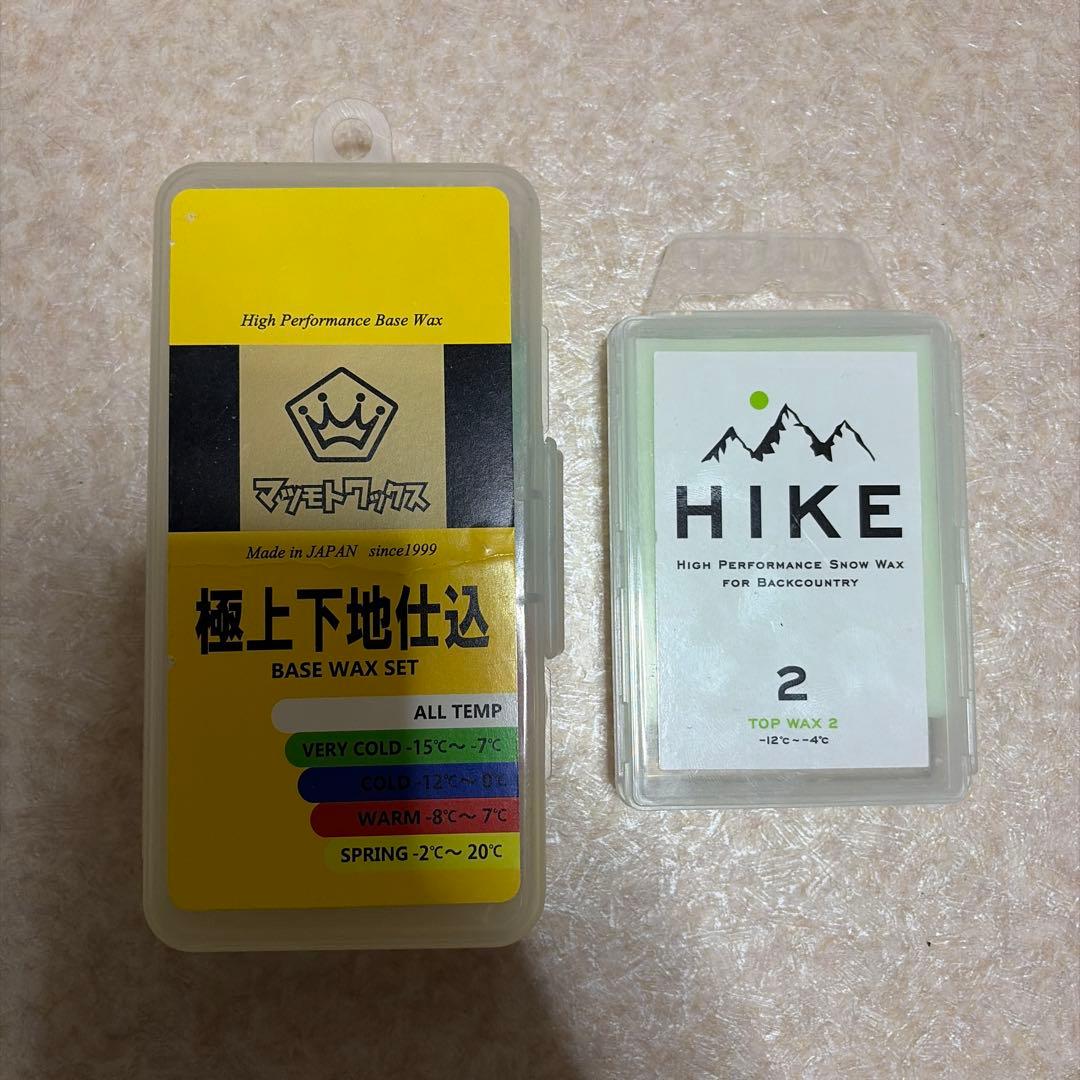 High Performance Base Wax
マツモトワックス
Made in JAPAN since1999
極上下地仕込
BASE WAX SET
ALL TEMP
VERY COLD -15℃～ -7℃
COLD -12℃～ 0℃
WARM -8℃～ 7℃
SPRING -2℃～ 20℃
HIKE
HIGH PERFORMANCE SNOW WAX
FOR BACKCOUNTRY
2
TOP WAX 2
-12℃～-4℃